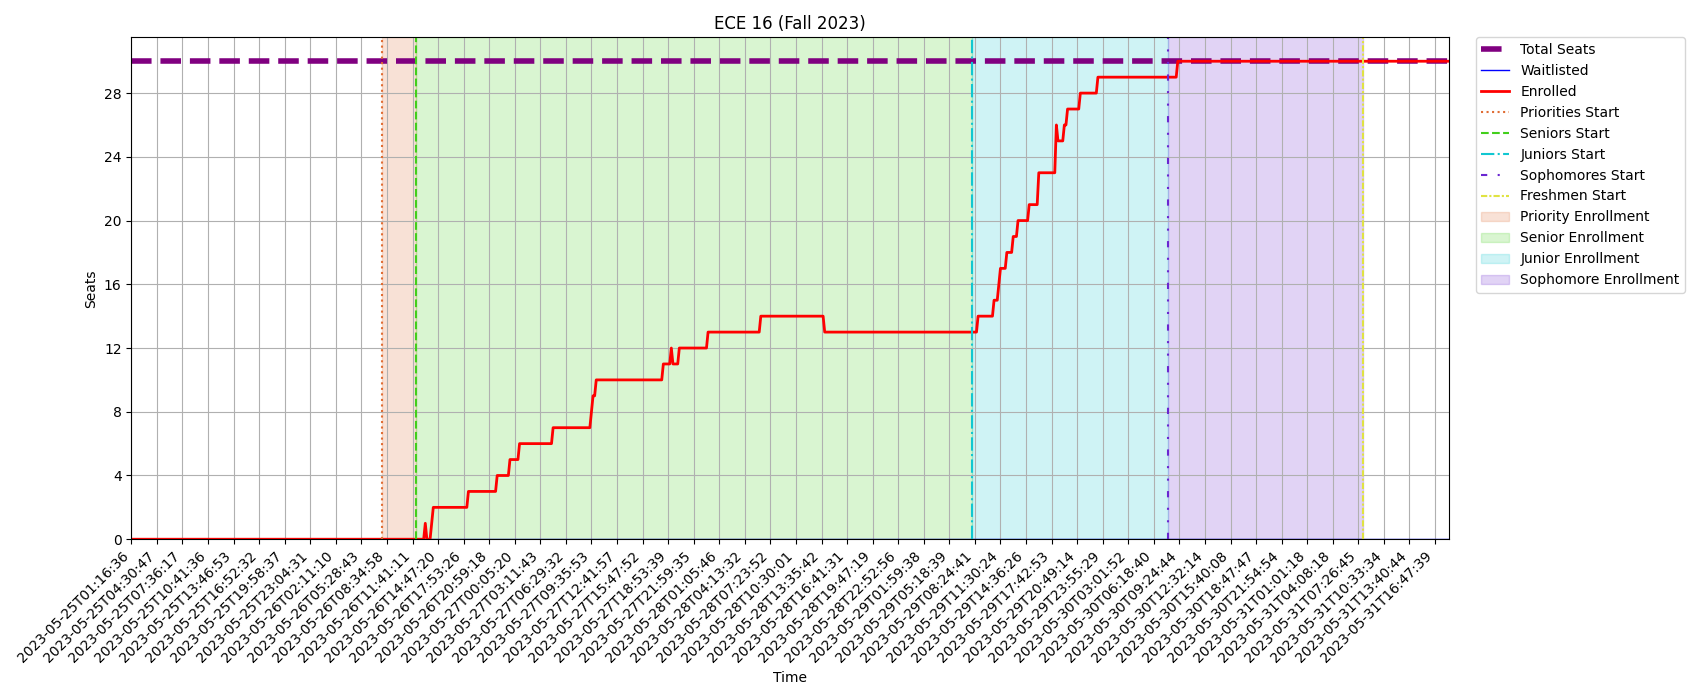 ECE 16 (Fall 2023)
Seats
28
24
20
16
12
8
4
0
2023-05-25T01:16:36
2023-05-25T04:30:47
2023-05-25T07:36:17
2023-05-25T10:41:36
2023-05-25T13:46:53
2023-05-25T16:52:32
2023-05-25T19:58:37
2023-05-25T23:04:31
2023-05-26T02:11:10
2023-05-26T05:28:43
2023-05-26T08:34:58
2023-05-26T11:41:11
2023-05-26T14:47:20
2023-05-26T17:53:26
2023-05-26T20:59:18
2023-05-27T00:05:20
2023-05-27T03:11:43
2023-05-27T06:29:32
2023-05-27T09:35:53
2023-05-27T12:41:57
2023-05-27T15:47:52
2023-05-27T18:53:39
2023-05-27T21:59:35
2023-05-28T01:05:46
2023-05-28T04:13:32
2023-05-28T07:23:52
2023-05-28T10:30:01
2023-05-28T13:35:42
2023-05-28T16:41:31
2023-05-28T19:47:19
2023-05-28T22:52:56
2023-05-29T01:59:38
2023-05-29T05:18:39
2023-05-29T08:24:41
2023-05-29T11:30:24
2023-05-29T14:36:26
2023-05-29T17:42:53
2023-05-29T20:49:14
2023-05-29T23:55:29
2023-05-30T03:01:52
2023-05-30T06:18:40
2023-05-30T09:24:44
2023-05-30T12:32:14
2023-05-30T15:40:08
2023-05-30T18:47:47
2023-05-30T21:54:54
2023-05-31T01:01:18
2023-05-31T04:08:18
2023-05-31T07:26:45
2023-05-31T10:33:34
2023-05-31T13:40:44
2023-05-31T16:47:39
Time
Total Seats
Waitlisted
Enrolled
Priorities Start
Seniors Start
Juniors Start
Sophomores Start
Freshmen Start
Priority Enrollment
Senior Enrollment
Junior Enrollment
Sophomore Enrollment